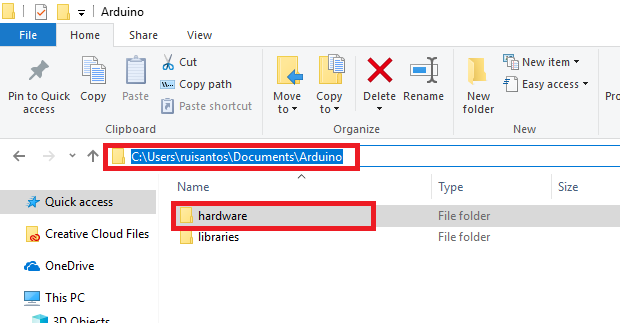 Arduino
File Home Share View
Pin to Quick access
Copy
Paste
Cut
Copy path
Paste shortcut
Move to
Copy to
Delete
Rename
New folder
New item
Easy access
Clipboard Organize New
C:\Users\ruisantos\Documents\Arduino
Name Type Size
Quick access
hardware File folder
Creative Cloud Files
libraries File folder
OneDrive
This PC
3D Objects